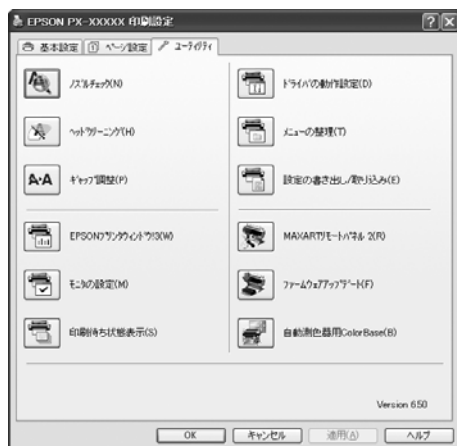 EPSON PX-XXXXX 印刷設定
基本設定
ページ設定
ユーティリティ
ノズルチェック(N)
ヘッドクリーニング(H)
ギャップ調整(P)
EPSONプリンタウィンドウ!3(W)
モニタの設定(M)
印刷待ち状態表示(S)
ドライバの動作設定(D)
メニューの整理(T)
設定の書き出し/取り込み(E)
MAXARTリモートパネル 2(R)
ファームウェアアップデート(F)
自動測色器用ColorBase(B)
Version 6.50
OK
キャンセル
適用(A)
ヘルプ